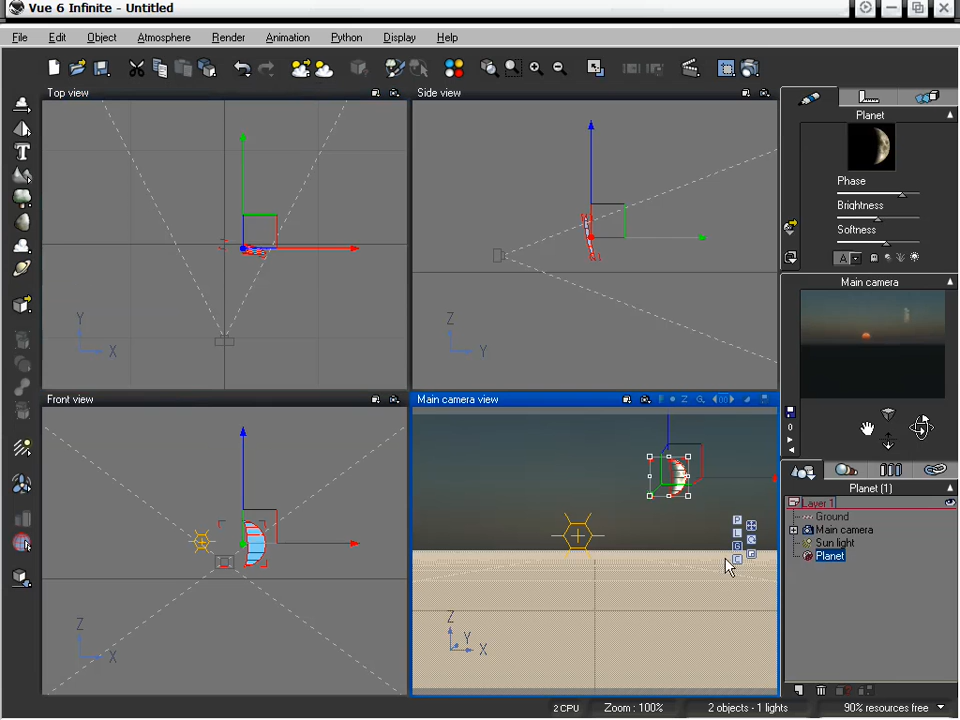 Vue 6 Infinite - Untitled
File Edit Object Atmosphere Render Animation Python Display Help
Top view
Side view
Planet
Phase
Brightness
Softness
A
Main camera
Y
X
Z
Y
Front view
Main camera view
F Z G 00
0
Planet (1)
Layer 1
Ground
Main camera
Sun light
Planet
P
L
G
C
Z
X
Z
Y
X
2 CPU Zoom : 100% 2 objects - 1 lights 90% resources free